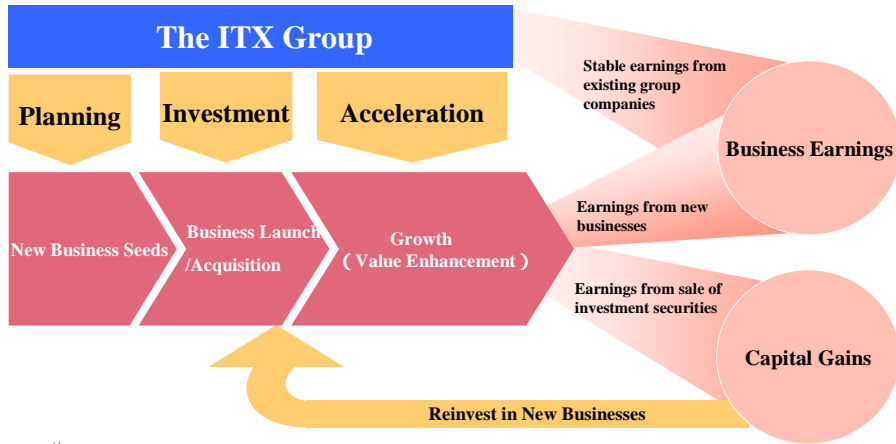 The ITX Group
Planning
Investment
Acceleration
Stable earnings from
existing group
companies
Business Earnings
New Business Seeds
Business Launch
/Acquisition
Growth
( Value Enhancement )
Earnings from new
businesses
Earnings from sale of
investment securities
Capital Gains
Reinvest in New Businesses